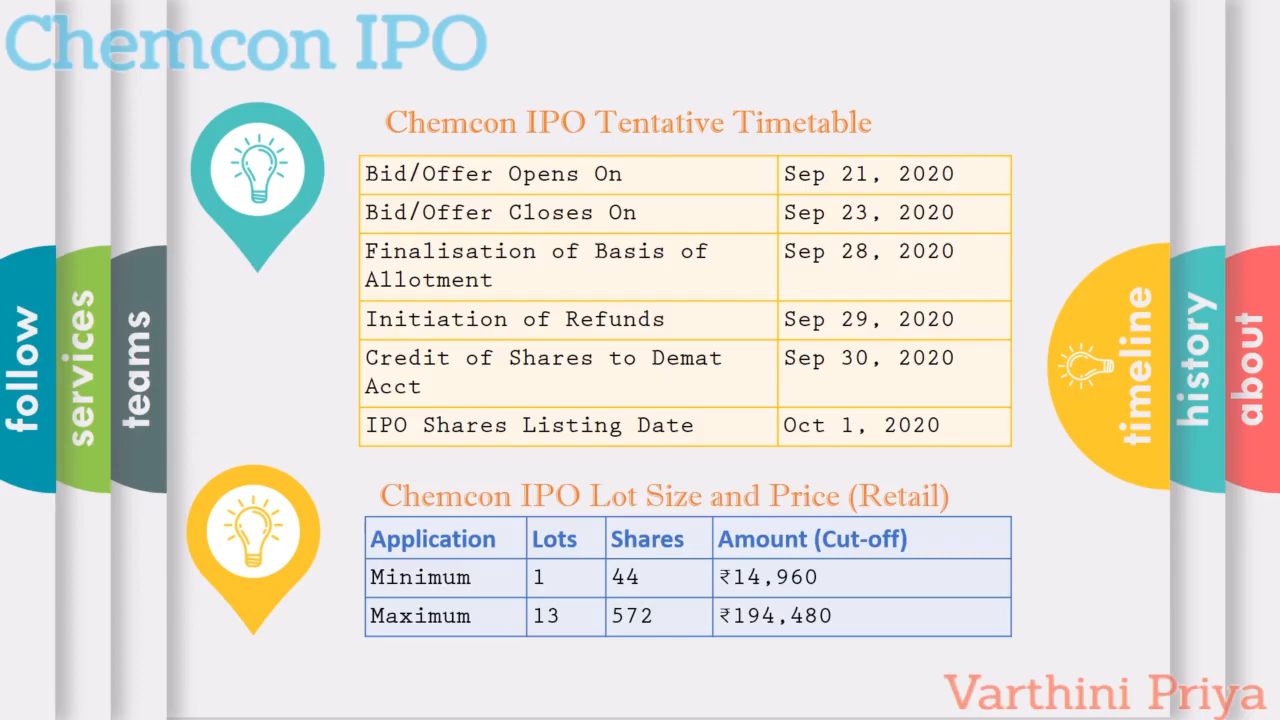 Chemcon IPO
Chemcon IPO Tentative Timetable
Bid/Offer Opens On Sep 21, 2020
Bid/Offer Closes On Sep 23, 2020
Finalisation of Basis of Sep 28, 2020
Allotment
Initiation of Refunds Sep 29, 2020
Credit of Shares to Demat Sep 30, 2020
Acct
IPO Shares Listing Date Oct 1, 2020
follow
services
teams
timeline
history
about
Chemcon IPO Lot Size and Price (Retail)
Application Lots Shares Amount (Cut-off)
Minimum 1 44 ₹14,960
Maximum 13 572 ₹194,480
Varthini Priya